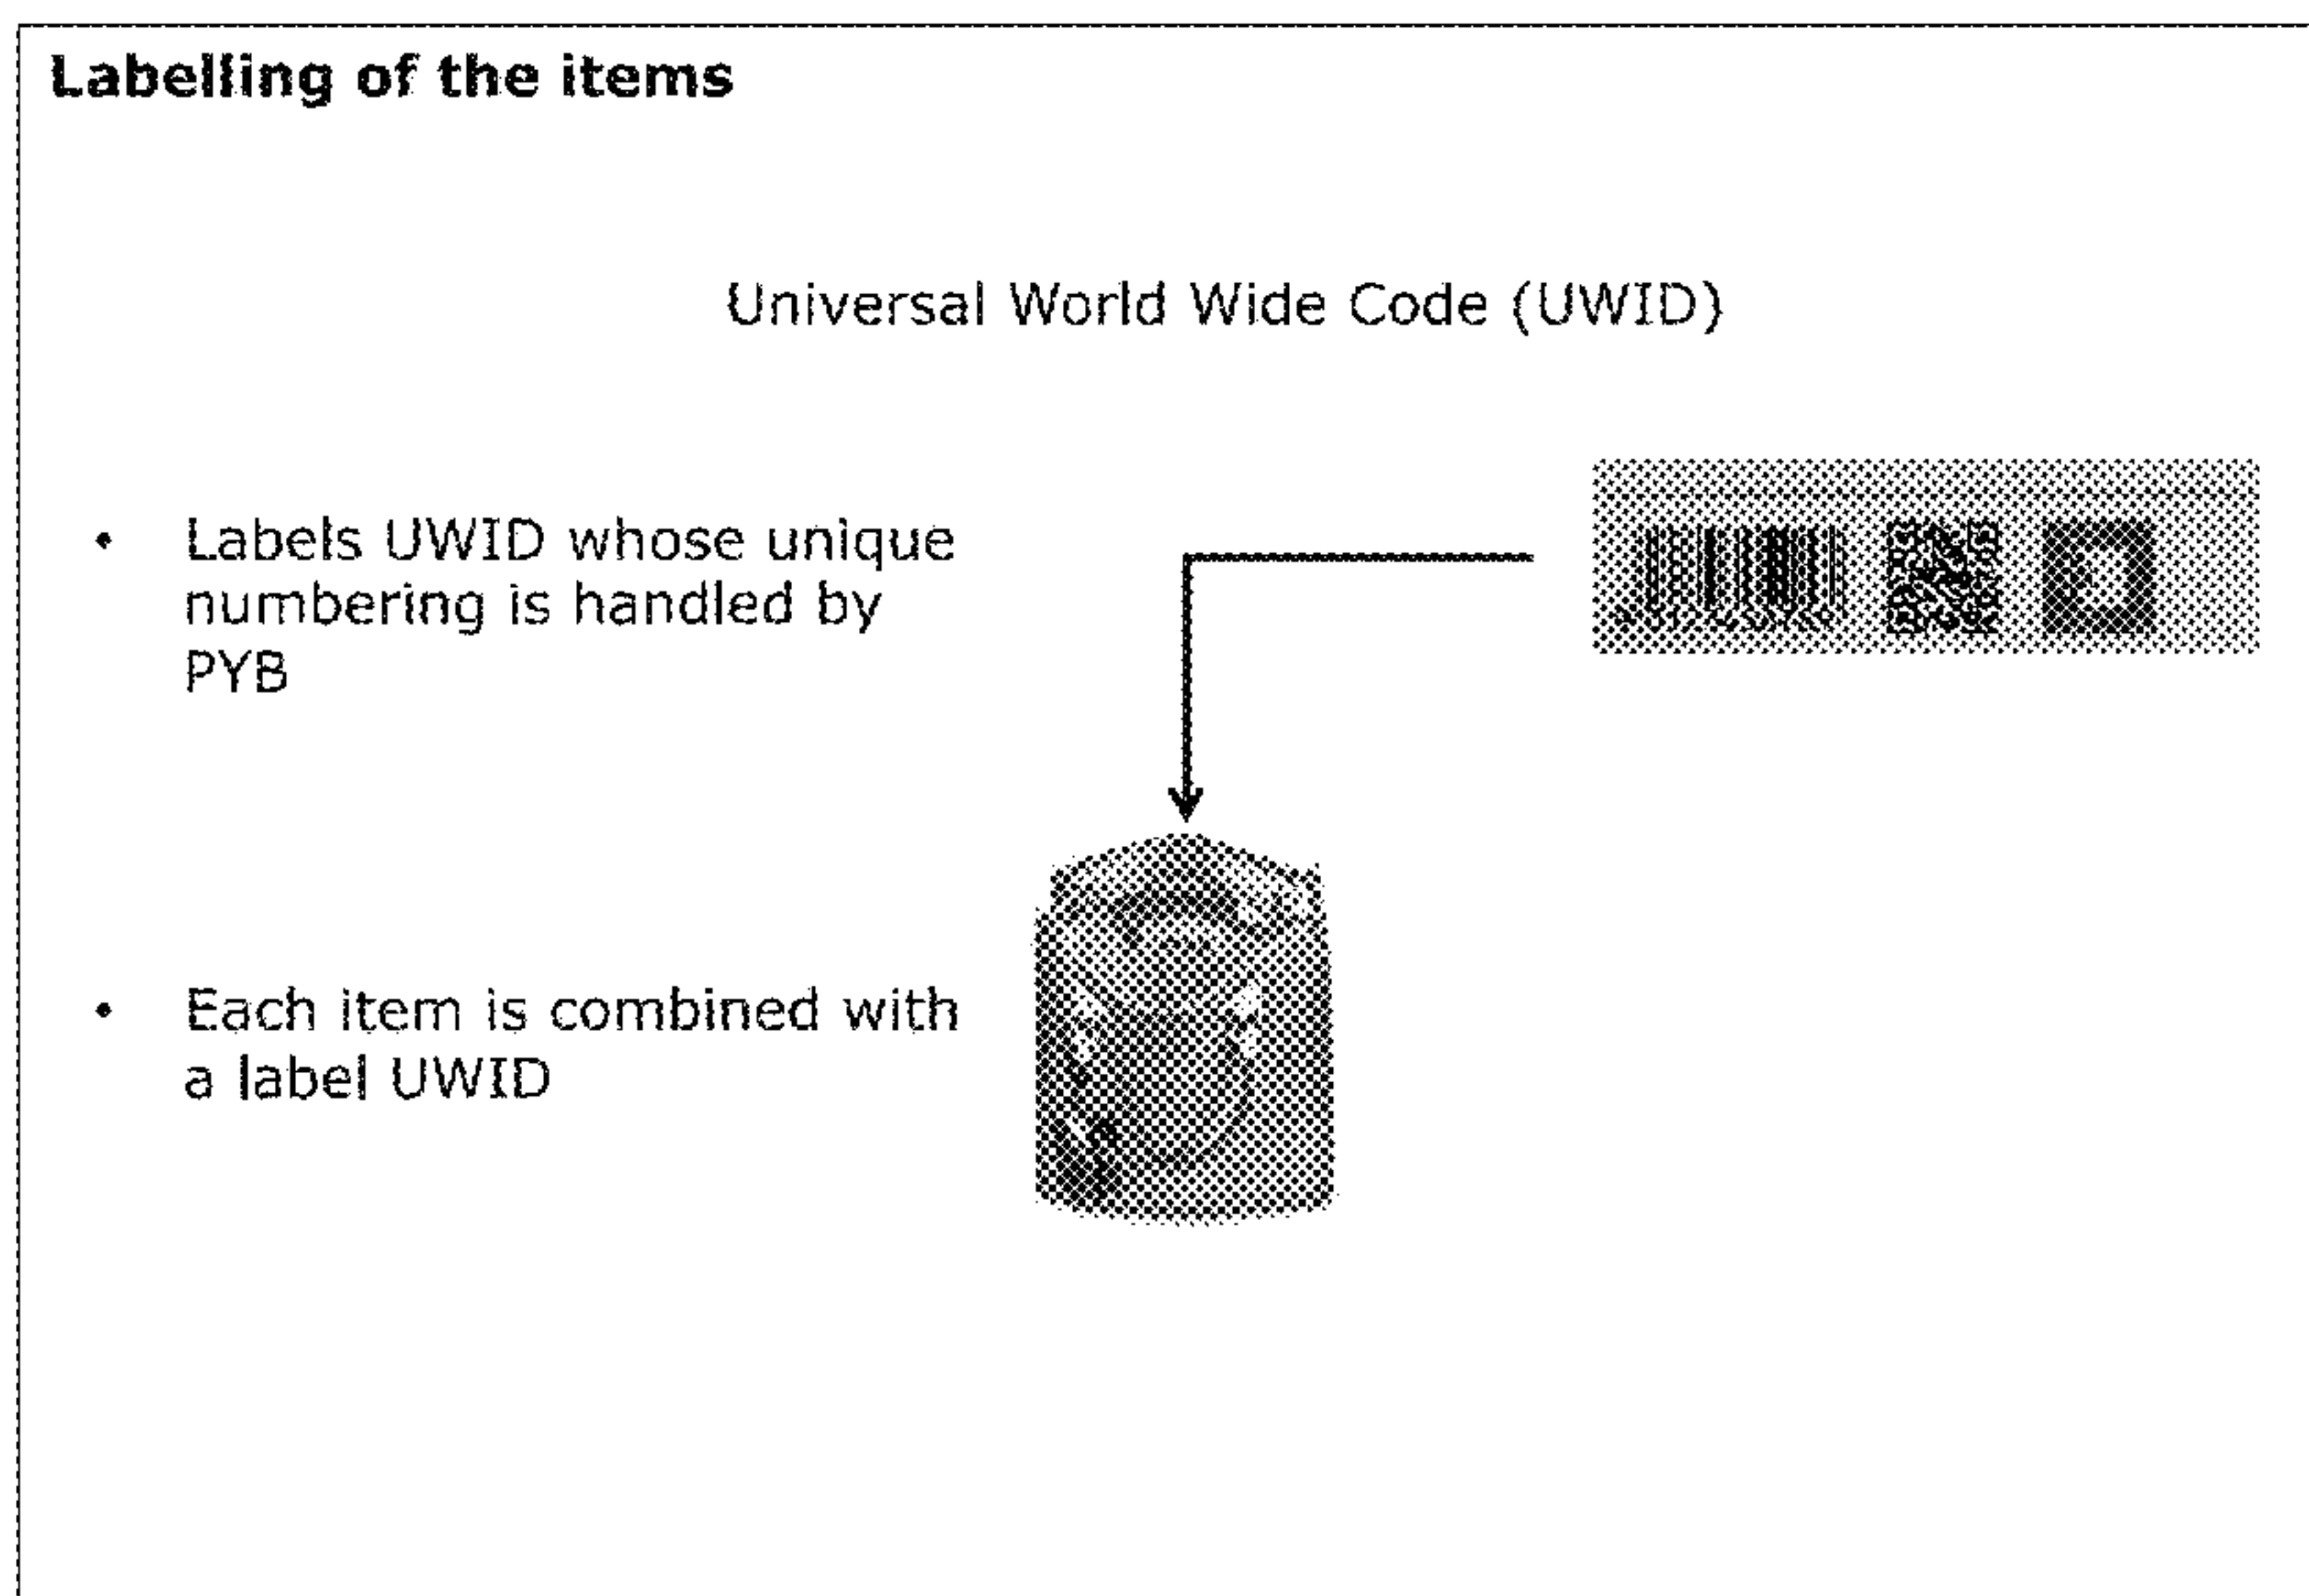 Labelling of the items
Universal World Wide Code (UWID)
• Labels UWID whose unique
numbering is handled by
PYB
• Each item is combined with
a label UWID